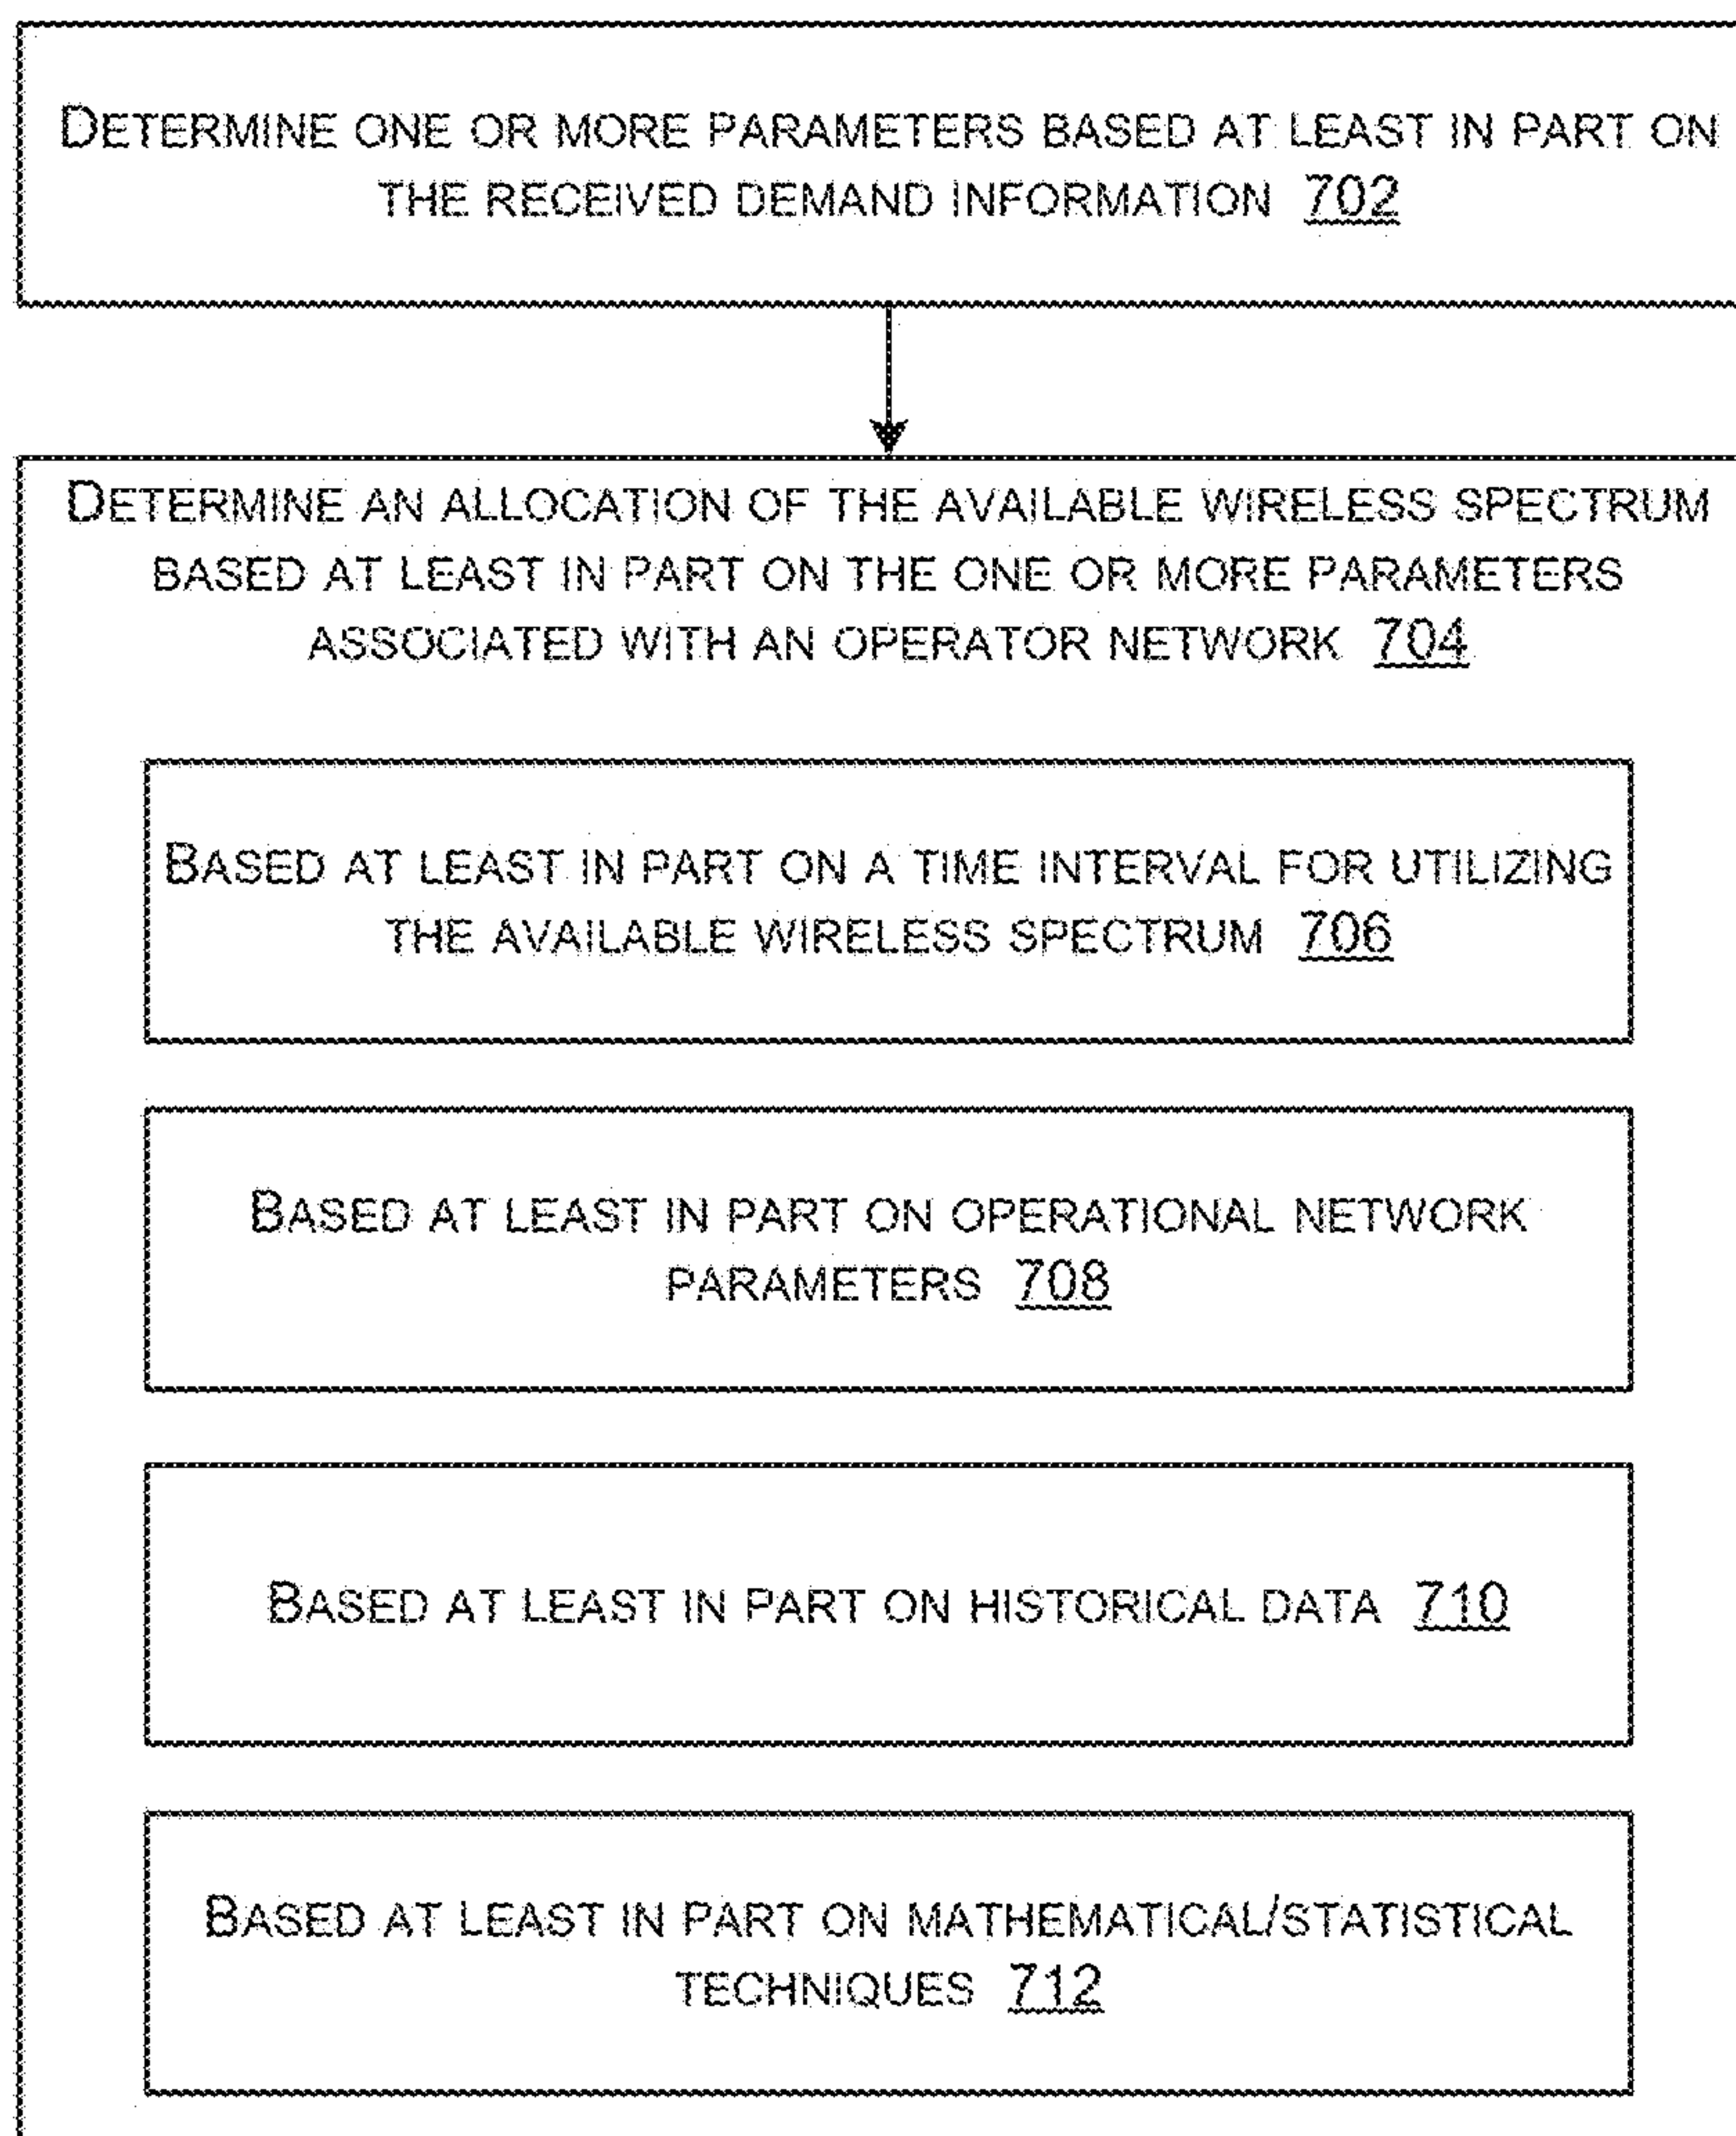 DETERMINE ONE OR MORE PARAMETERS BASED AT LEAST IN PART ON
THE RECEIVED DEMAND INFORMATION 702
DETERMINE AN ALLOCATION OF THE AVAILABLE WIRELESS SPECTRUM
BASED AT LEAST IN PART ON THE ONE OR MORE PARAMETERS
ASSOCIATED WITH AN OPERATOR NETWORK 704
BASED AT LEAST IN PART ON A TIME INTERVAL FOR UTILIZING
THE AVAILABLE WIRELESS SPECTRUM 706
BASED AT LEAST IN PART ON OPERATIONAL NETWORK
PARAMETERS 708
BASED AT LEAST IN PART ON HISTORICAL DATA 710
BASED AT LEAST IN PART ON MATHEMATICAL/STATISTICAL
TECHNIQUES 712